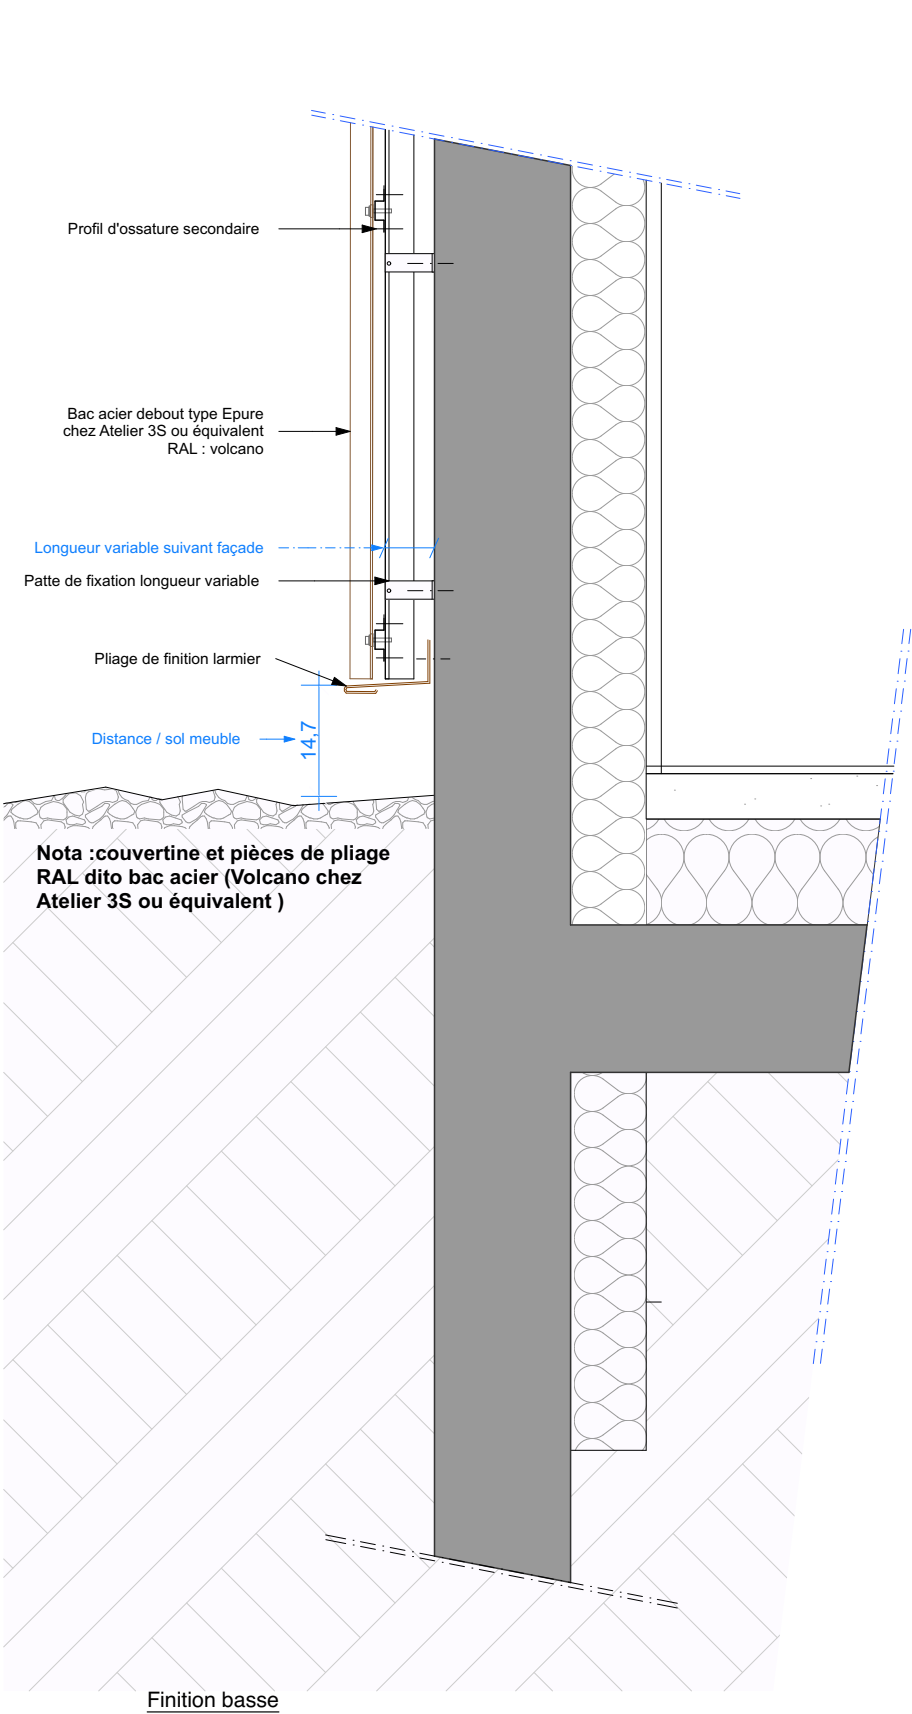 Profil d'ossature secondaire
Bac acier debout type Epure
chez Atelier 3S ou équivalent
RAL : volcano
Longueur variable suivant façade
Patte de fixation longueur variable
Pliage de finition larmier
14,7
Distance / sol meuble
Nota :couvertine et pièces de pliage
RAL dito bac acier (Volcano chez
Atelier 3S ou équivalent )
Finition basse